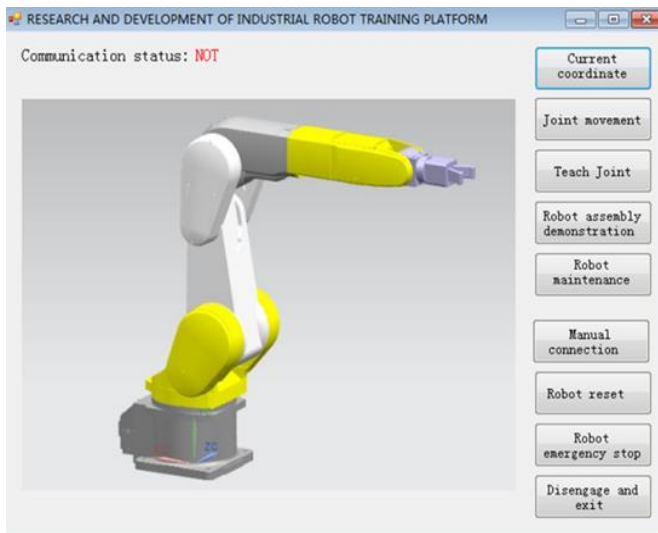 RESEARCH AND DEVELOPMENT OF INDUSTRIAL ROBOT TRAINING PLATFORM
Communication status: NOT
Current
coordinate
Joint movement
Teach Joint
Robot assembly
demonstration
Robot
maintenance
Manual
connection
Robot reset
Robot
emergency stop
Disengage and
exit